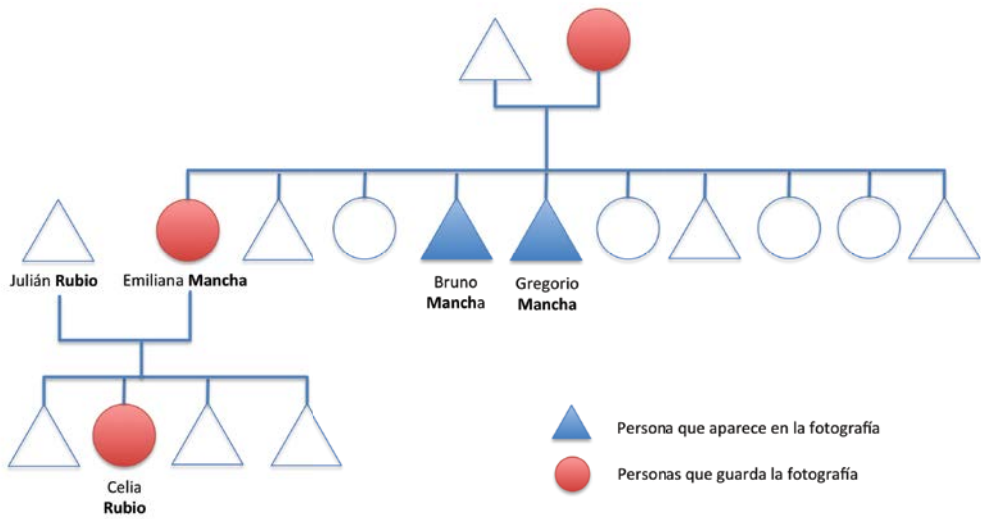 Julián Rubio
Emiliana Mancha
Bruno
Mancha
Gregorio
Mancha
Celia
Rubio
Persona que aparece en la fotografía
Personas que guarda la fotografía